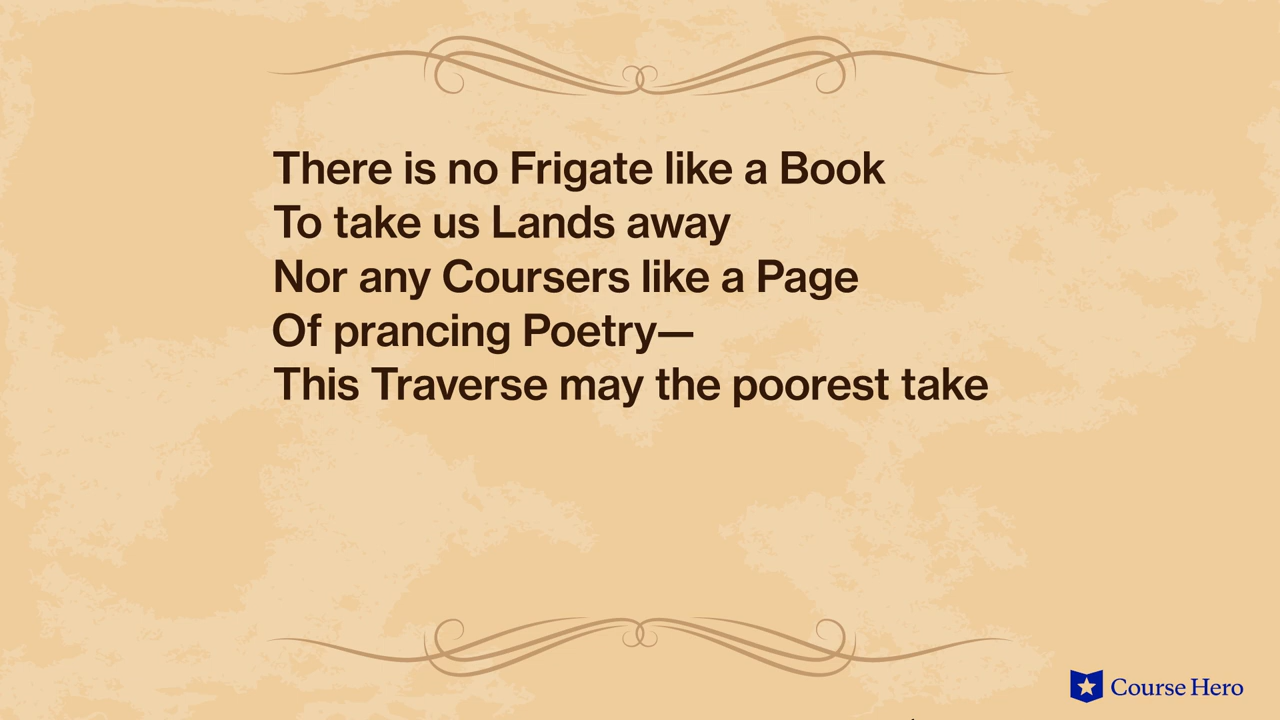 There is no Frigate like a Book
To take us Lands away
Nor any Coursers like a Page
Of prancing Poetry—
This Traverse may the poorest take
Course Hero